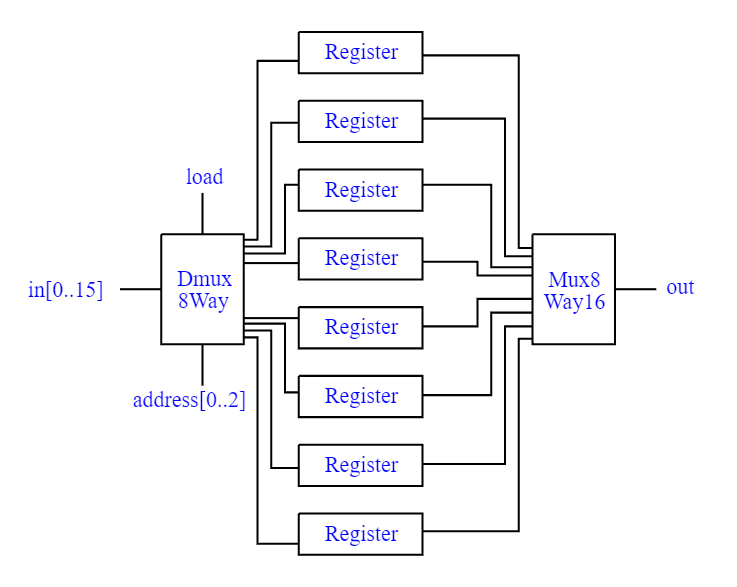 Register
Register
load
Register
Register
in[0..15]
Dmux
8Way
Mux8
Way16
out
Register
address[0..2]
Register
Register
Register